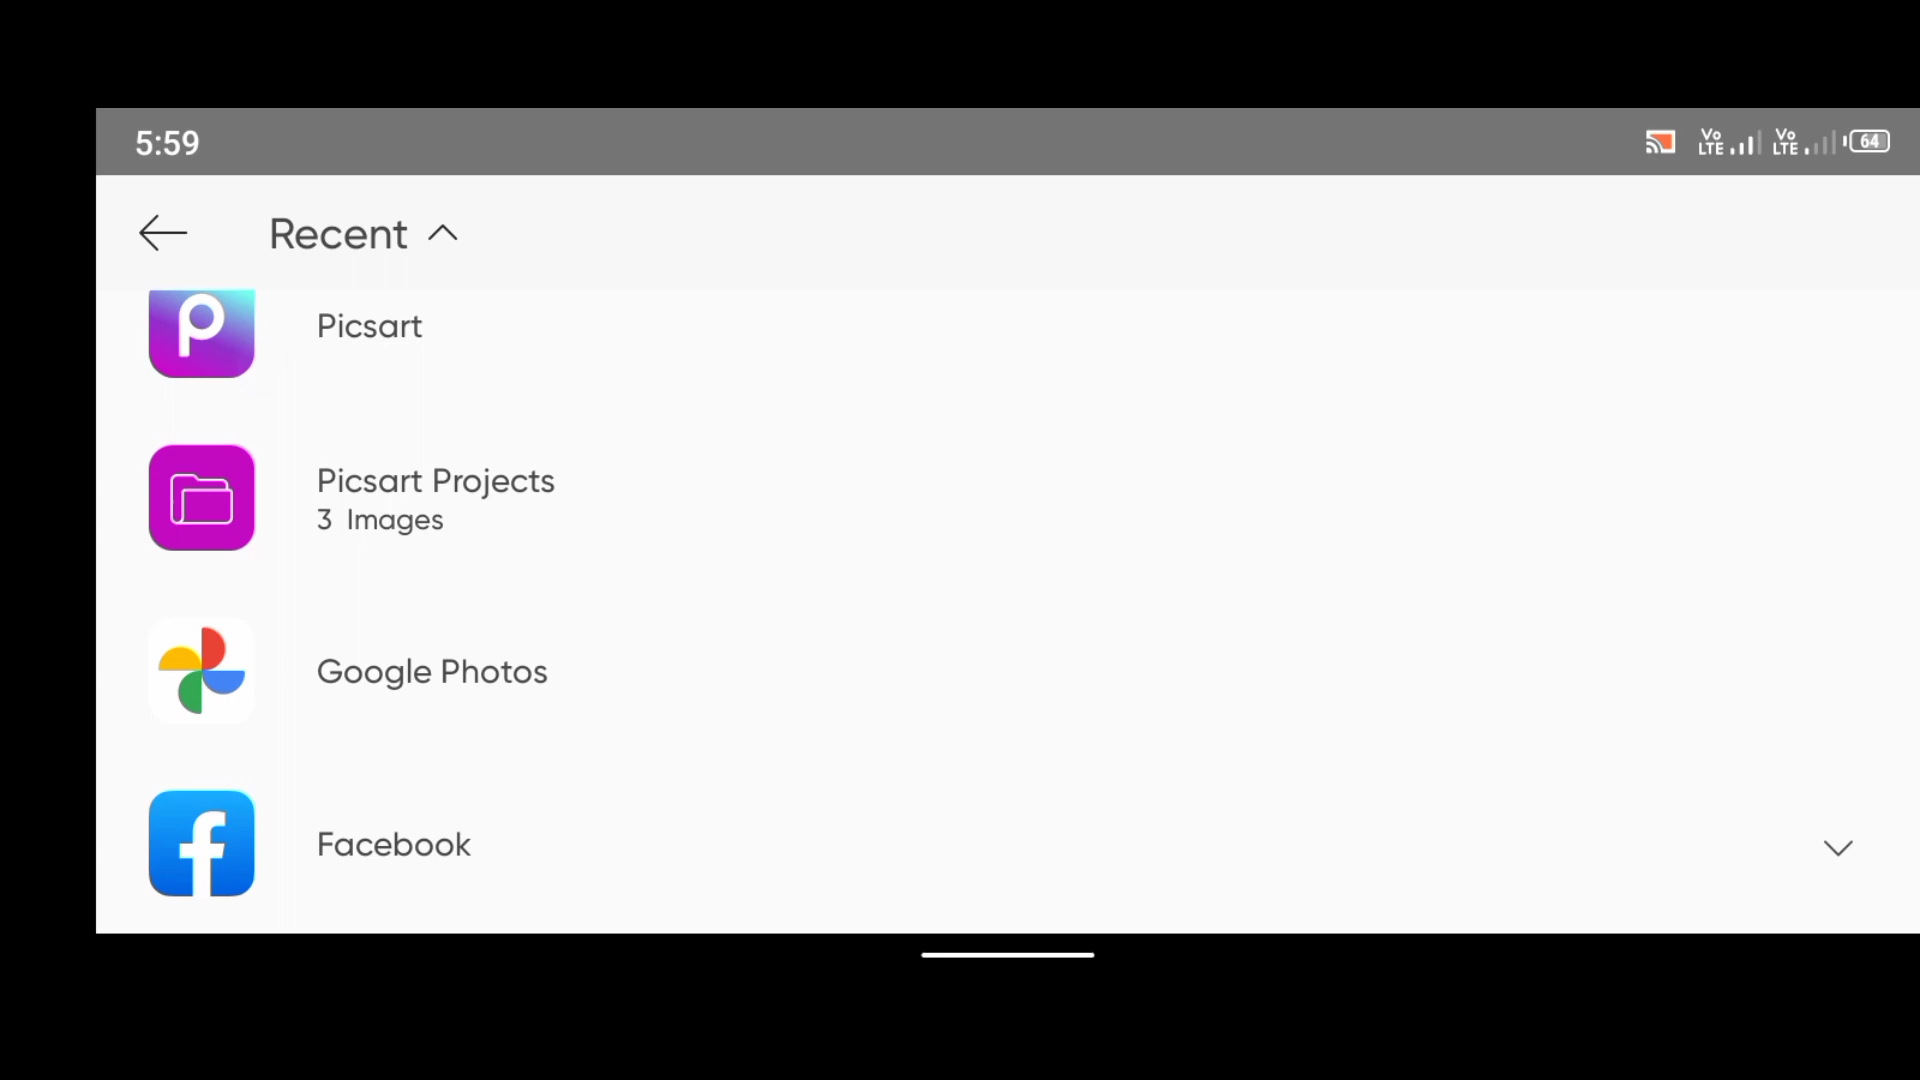 5:59
Vo LTE Vo LTE 64
Recent
Picsart
Picsart Projects
3 Images
Google Photos
Facebook